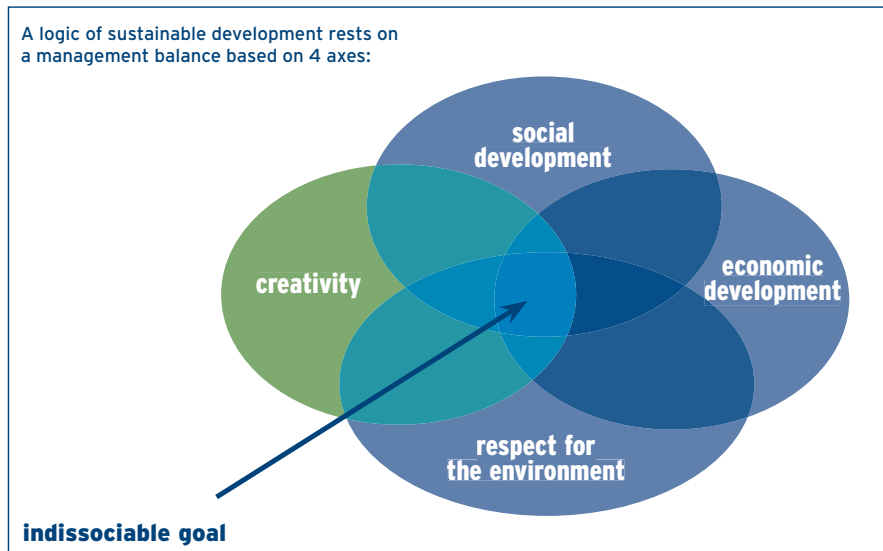 A logic of sustainable development rests on
a management balance based on 4 axes:
social
development
creativity
economic
development
respect for
the environment
indissociable goal